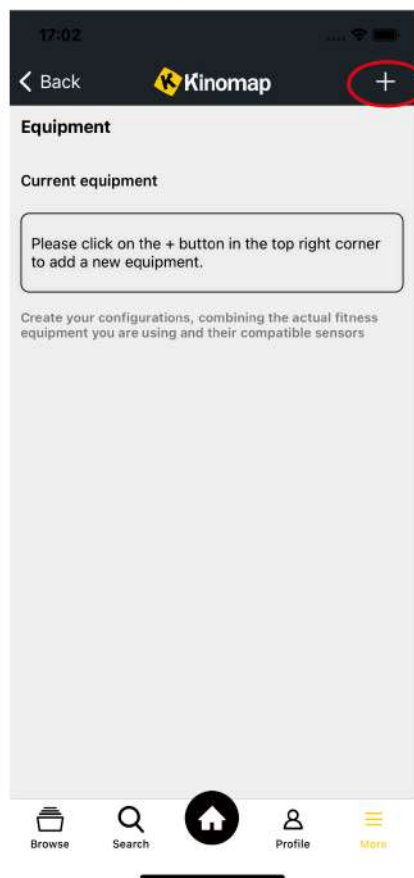 17:02
Back
Kinomap
+
Equipment
Current equipment
Please click on the + button in the top right corner
to add a new equipment.
Create your configurations, combining the actual fitness
equipment you are using and their compatible sensors
Browse
Search
Profile
More